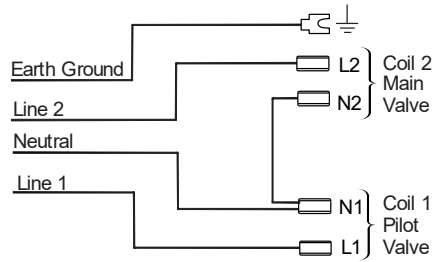 Earth Ground
Line 2
Neutral
Line 1
L2
N2
Coil 2
Main
Valve
N1
L1
Coil 1
Pilot
Valve